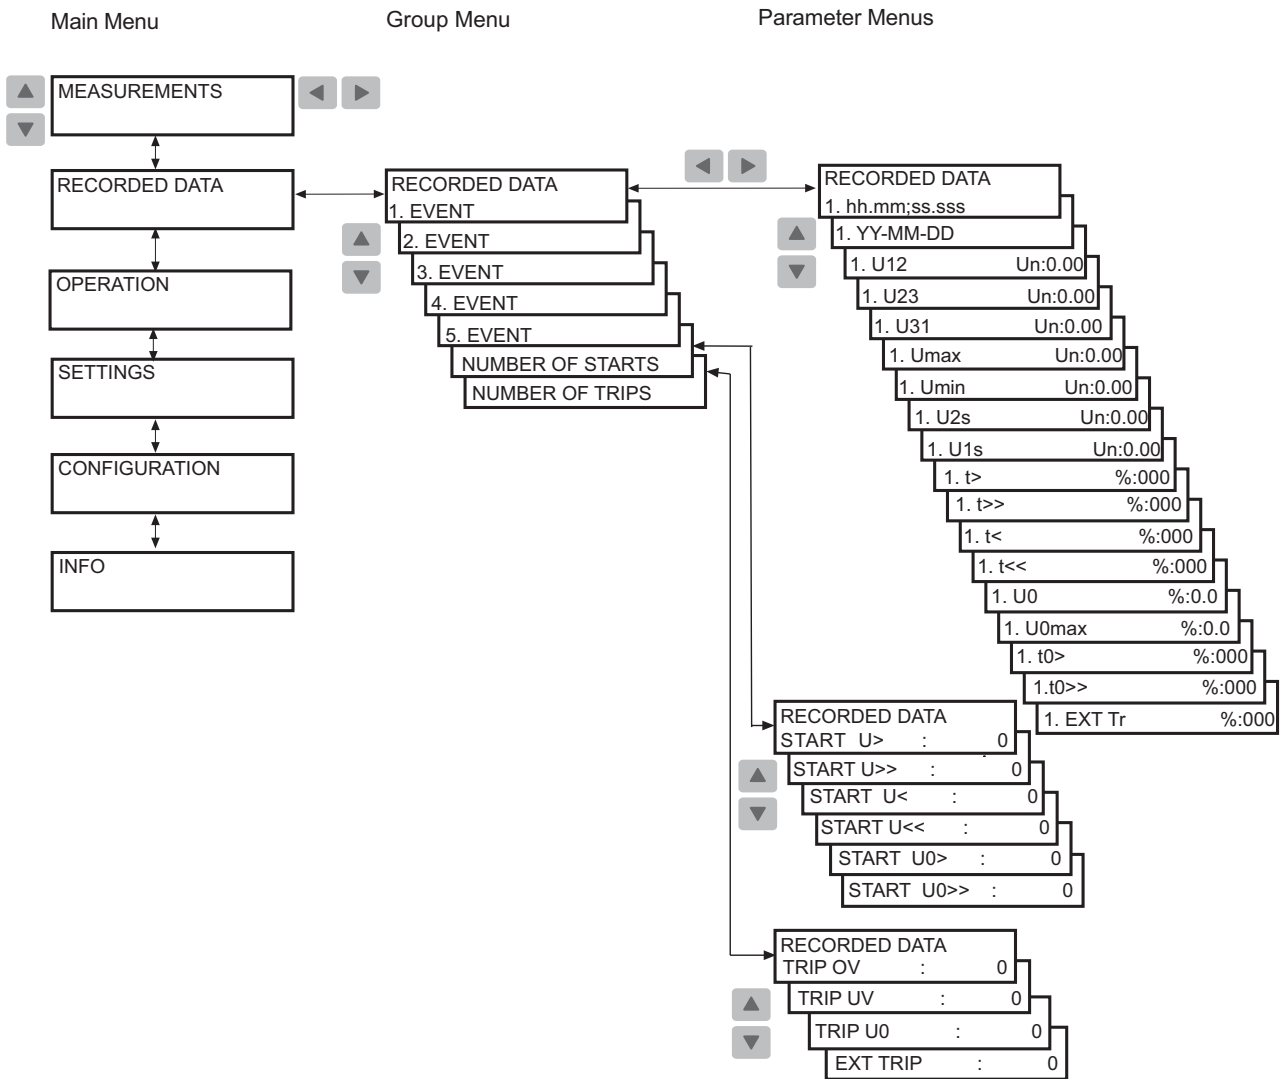 Main Menu
Group Menu
Parameter Menus
MEASUREMENTS
RECORDED DATA
OPERATION
SETTINGS
CONFIGURATION
INFO
RECORDED DATA
1. EVENT
2. EVENT
3. EVENT
4. EVENT
5. EVENT
NUMBER OF STARTS
NUMBER OF TRIPS
RECORDED DATA
1. hh.mm;ss.sss
1. YY-MM-DD
1. U12 Un:0.00
1. U23 Un:0.00
1. U31 Un:0.00
1. Umax Un:0.00
1. Umin Un:0.00
1. U2s Un:0.00
1. U1s Un:0.00
1. t> %:000
1. t>> %:000
1. t< %:000
1. t<< %:000
1. U0 %:0.0
1. U0max %:0.0
1. t0> %:000
1.t0>> %:000
1. EXT Tr %:000
RECORDED DATA
START U> : 0
START U>> : 0
START U< : 0
START U<< : 0
START U0> : 0
START U0>> : 0
RECORDED DATA
TRIP OV : 0
TRIP UV : 0
TRIP U0 : 0
EXT TRIP : 0